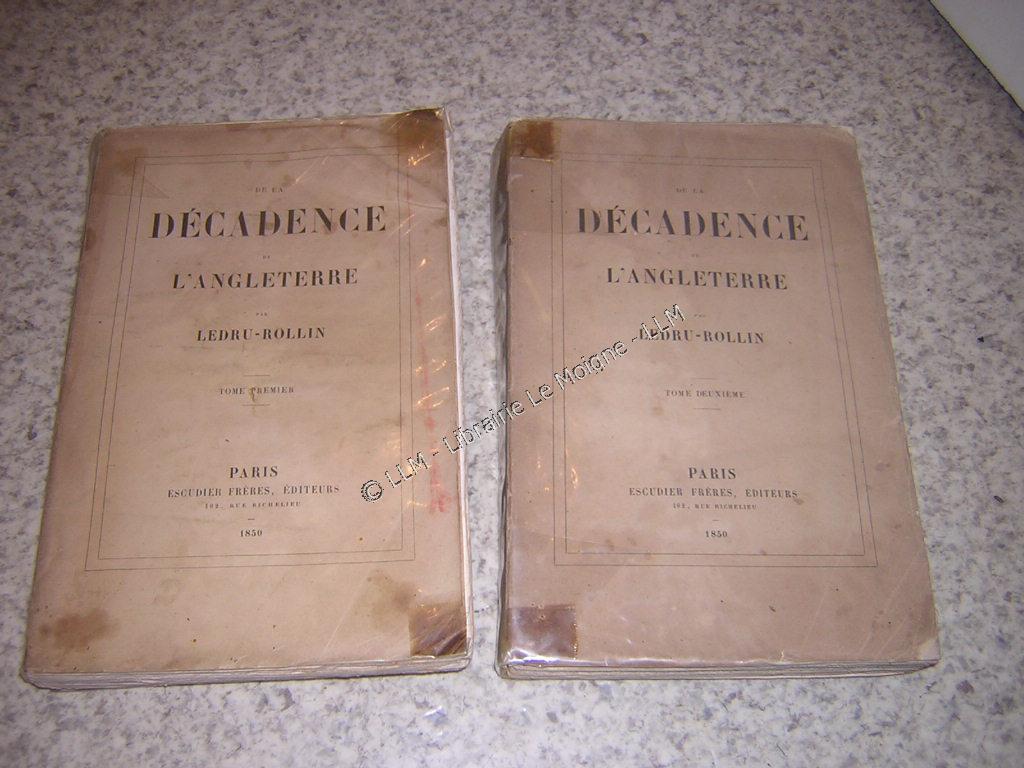 DE LA
DÉCADENCE
DE
L'ANGLETERRE
PAR
LEDRU-ROLLIN
TOME PREMIER
PARIS
ESCUDIER FRÈRES, ÉDITEURS
102, RUE RICHELIEU
1850
DE LA
DÉCADENCE
DE
L'ANGLETERRE
LEDRU-ROLLIN
TOME DEUXIÈME
PARIS
ESCUDIER FRÈRES, ÉDITEURS
102, RUE RICHELIEU
1850
© LLM - Librairie Le Moigne - LLM